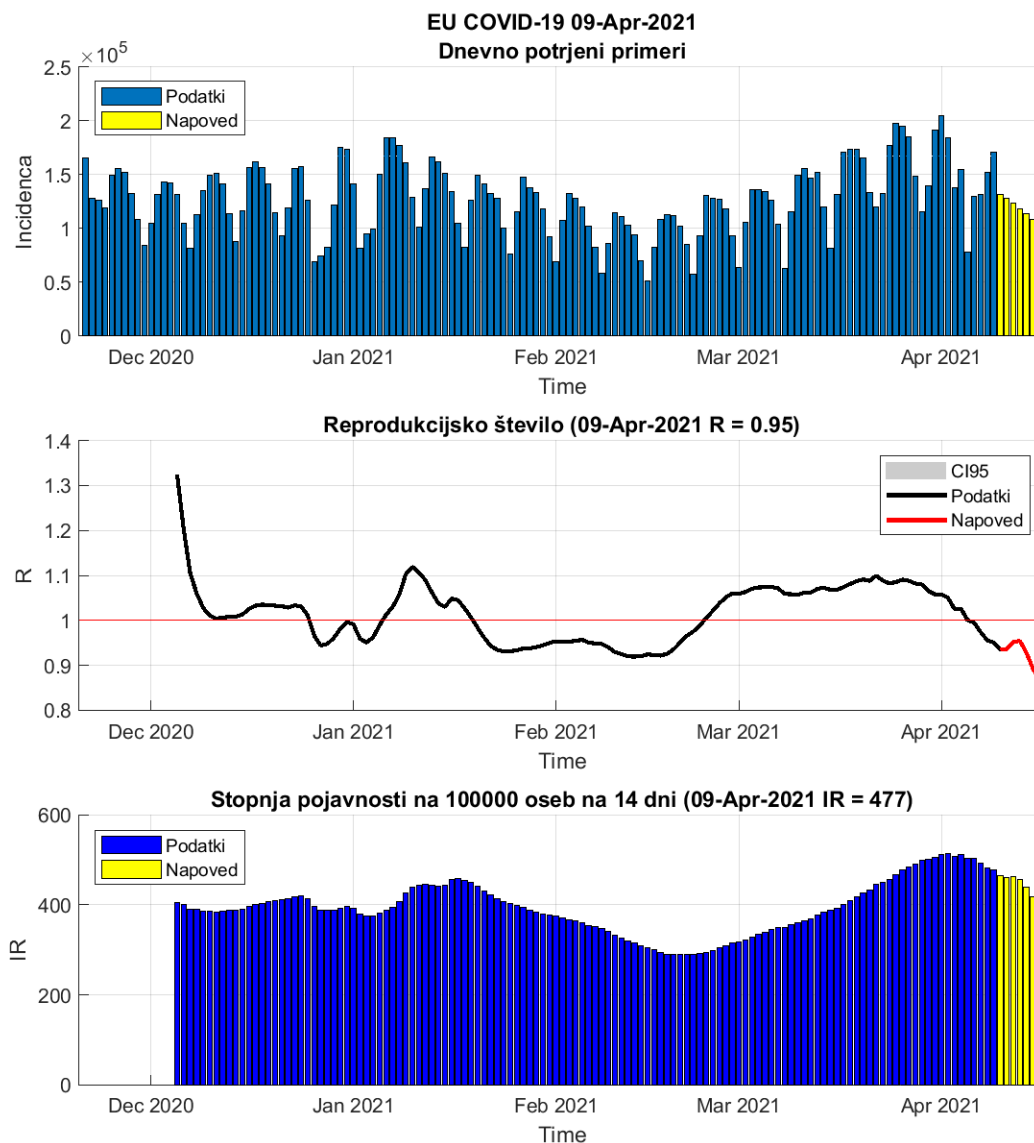 EU COVID-19 09-Apr-2021
Dnevno potrjeni primeri
×10^5
2.5
2
1.5
1
0.5
0
Incidenca
Podatki
Napoved
Dec 2020 Jan 2021 Feb 2021 Mar 2021 Apr 2021
Time
Reprodukcijsko število (09-Apr-2021 R = 0.95)
1.4
1.3
1.2
1.1
1
0.9
0.8
R
CI95
Podatki
Napoved
Dec 2020 Jan 2021 Feb 2021 Mar 2021 Apr 2021
Time
Stopnja pojavnosti na 100000 oseb na 14 dni (09-Apr-2021 IR = 477)
600
400
200
0
IR
Podatki
Napoved
Dec 2020 Jan 2021 Feb 2021 Mar 2021 Apr 2021
Time